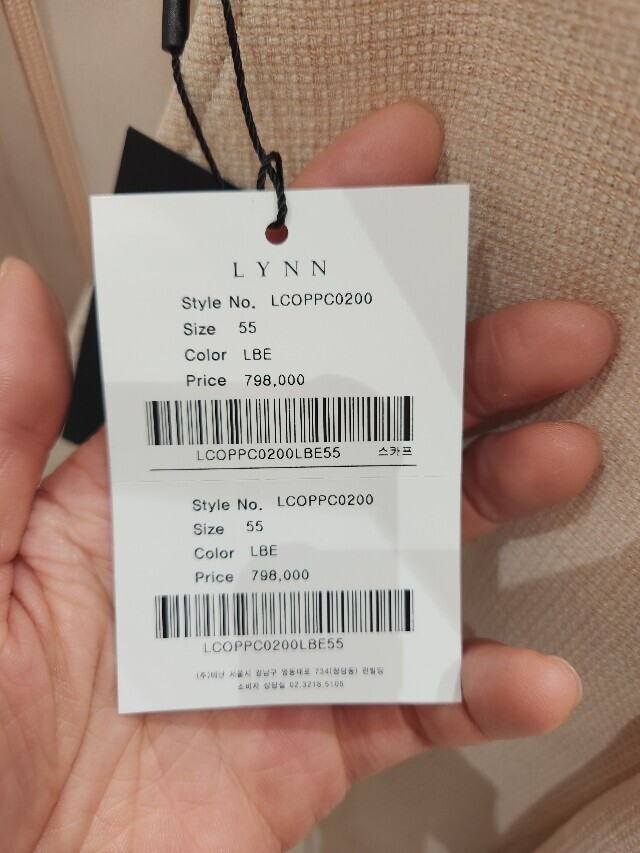 LYNN
Style No. LCOPPC0200
Size 55
Color LBE
Price 798,000
LCOPPC0200LBE55 스카프
Style No. LCOPPC0200
Size 55
Color LBE
Price 798,000
LCOPPC0200LBE55
(주)데난 서울시 강남구 영동대로 734(청담동) 린빌딩
소비자 상담실 02.3218.5105